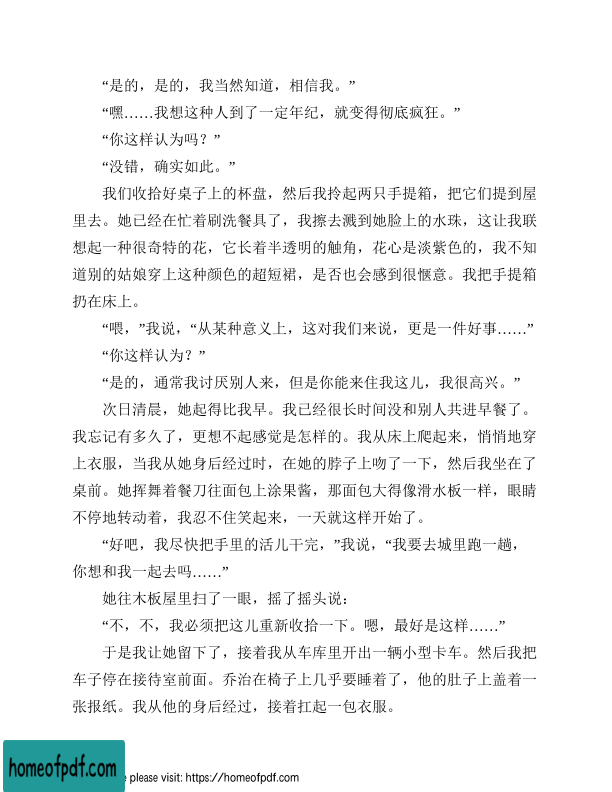 “是的，是的，我当然知道，相信我。”
“嘿……我想这种人到了一定年纪，就变得彻底疯狂。”
“你这样认为吗？”
“没错，确实如此。”
我们收拾好桌子上的杯盘，然后我拎起两只手提箱，把它们提到屋
里去。她已经在忙着刷洗餐具了，我擦去溅到她脸上的水珠，这让我联
想起一种很奇特的花，它长着半透明的触角，花心是淡紫色的，我不知
道别的姑娘穿上这种颜色的超短裙，是否也会感到很惬意。我把手提箱
扔在床上。
“喂，”我说，“从某种意义上，这对我们来说，更是一件好事……”
“你这样认为？”
“是的，通常我讨厌别人来，但是你能来住我这儿，我很高兴。”
次日清晨，她起得比我早。我已经很长时间没和别人共进早餐了。
我忘记有多久了，更想不起感觉是怎样的。我从床上爬起来，悄悄地穿
上衣服，当我从她身后经过时，在她的脖子上吻了一下，然后我坐在了
桌前。她挥舞着餐刀往面包上涂果酱，那面包大得像滑水板一样，眼睛
不停地转动着，我忍不住笑起来，一天就这样开始了。
“好吧，我尽快把手里的活儿干完，”我说，“我要去城里跑一趟，
你想和我一起去吗……”
她往木板屋里扫了一眼，摇了摇头说：
“不，不，我必须把这儿重新收拾一下。嗯，最好是这样……”
于是我让她留下了，接着我从车库里开出一辆小型卡车。然后我把
车子停在接待室前面。乔治在椅子上几乎要睡着了，他的肚子上盖着一
张报纸。我从他的身后经过，接着扛起一包衣服。
homeofpdf.com
e please visit: https://homeofpdf.com